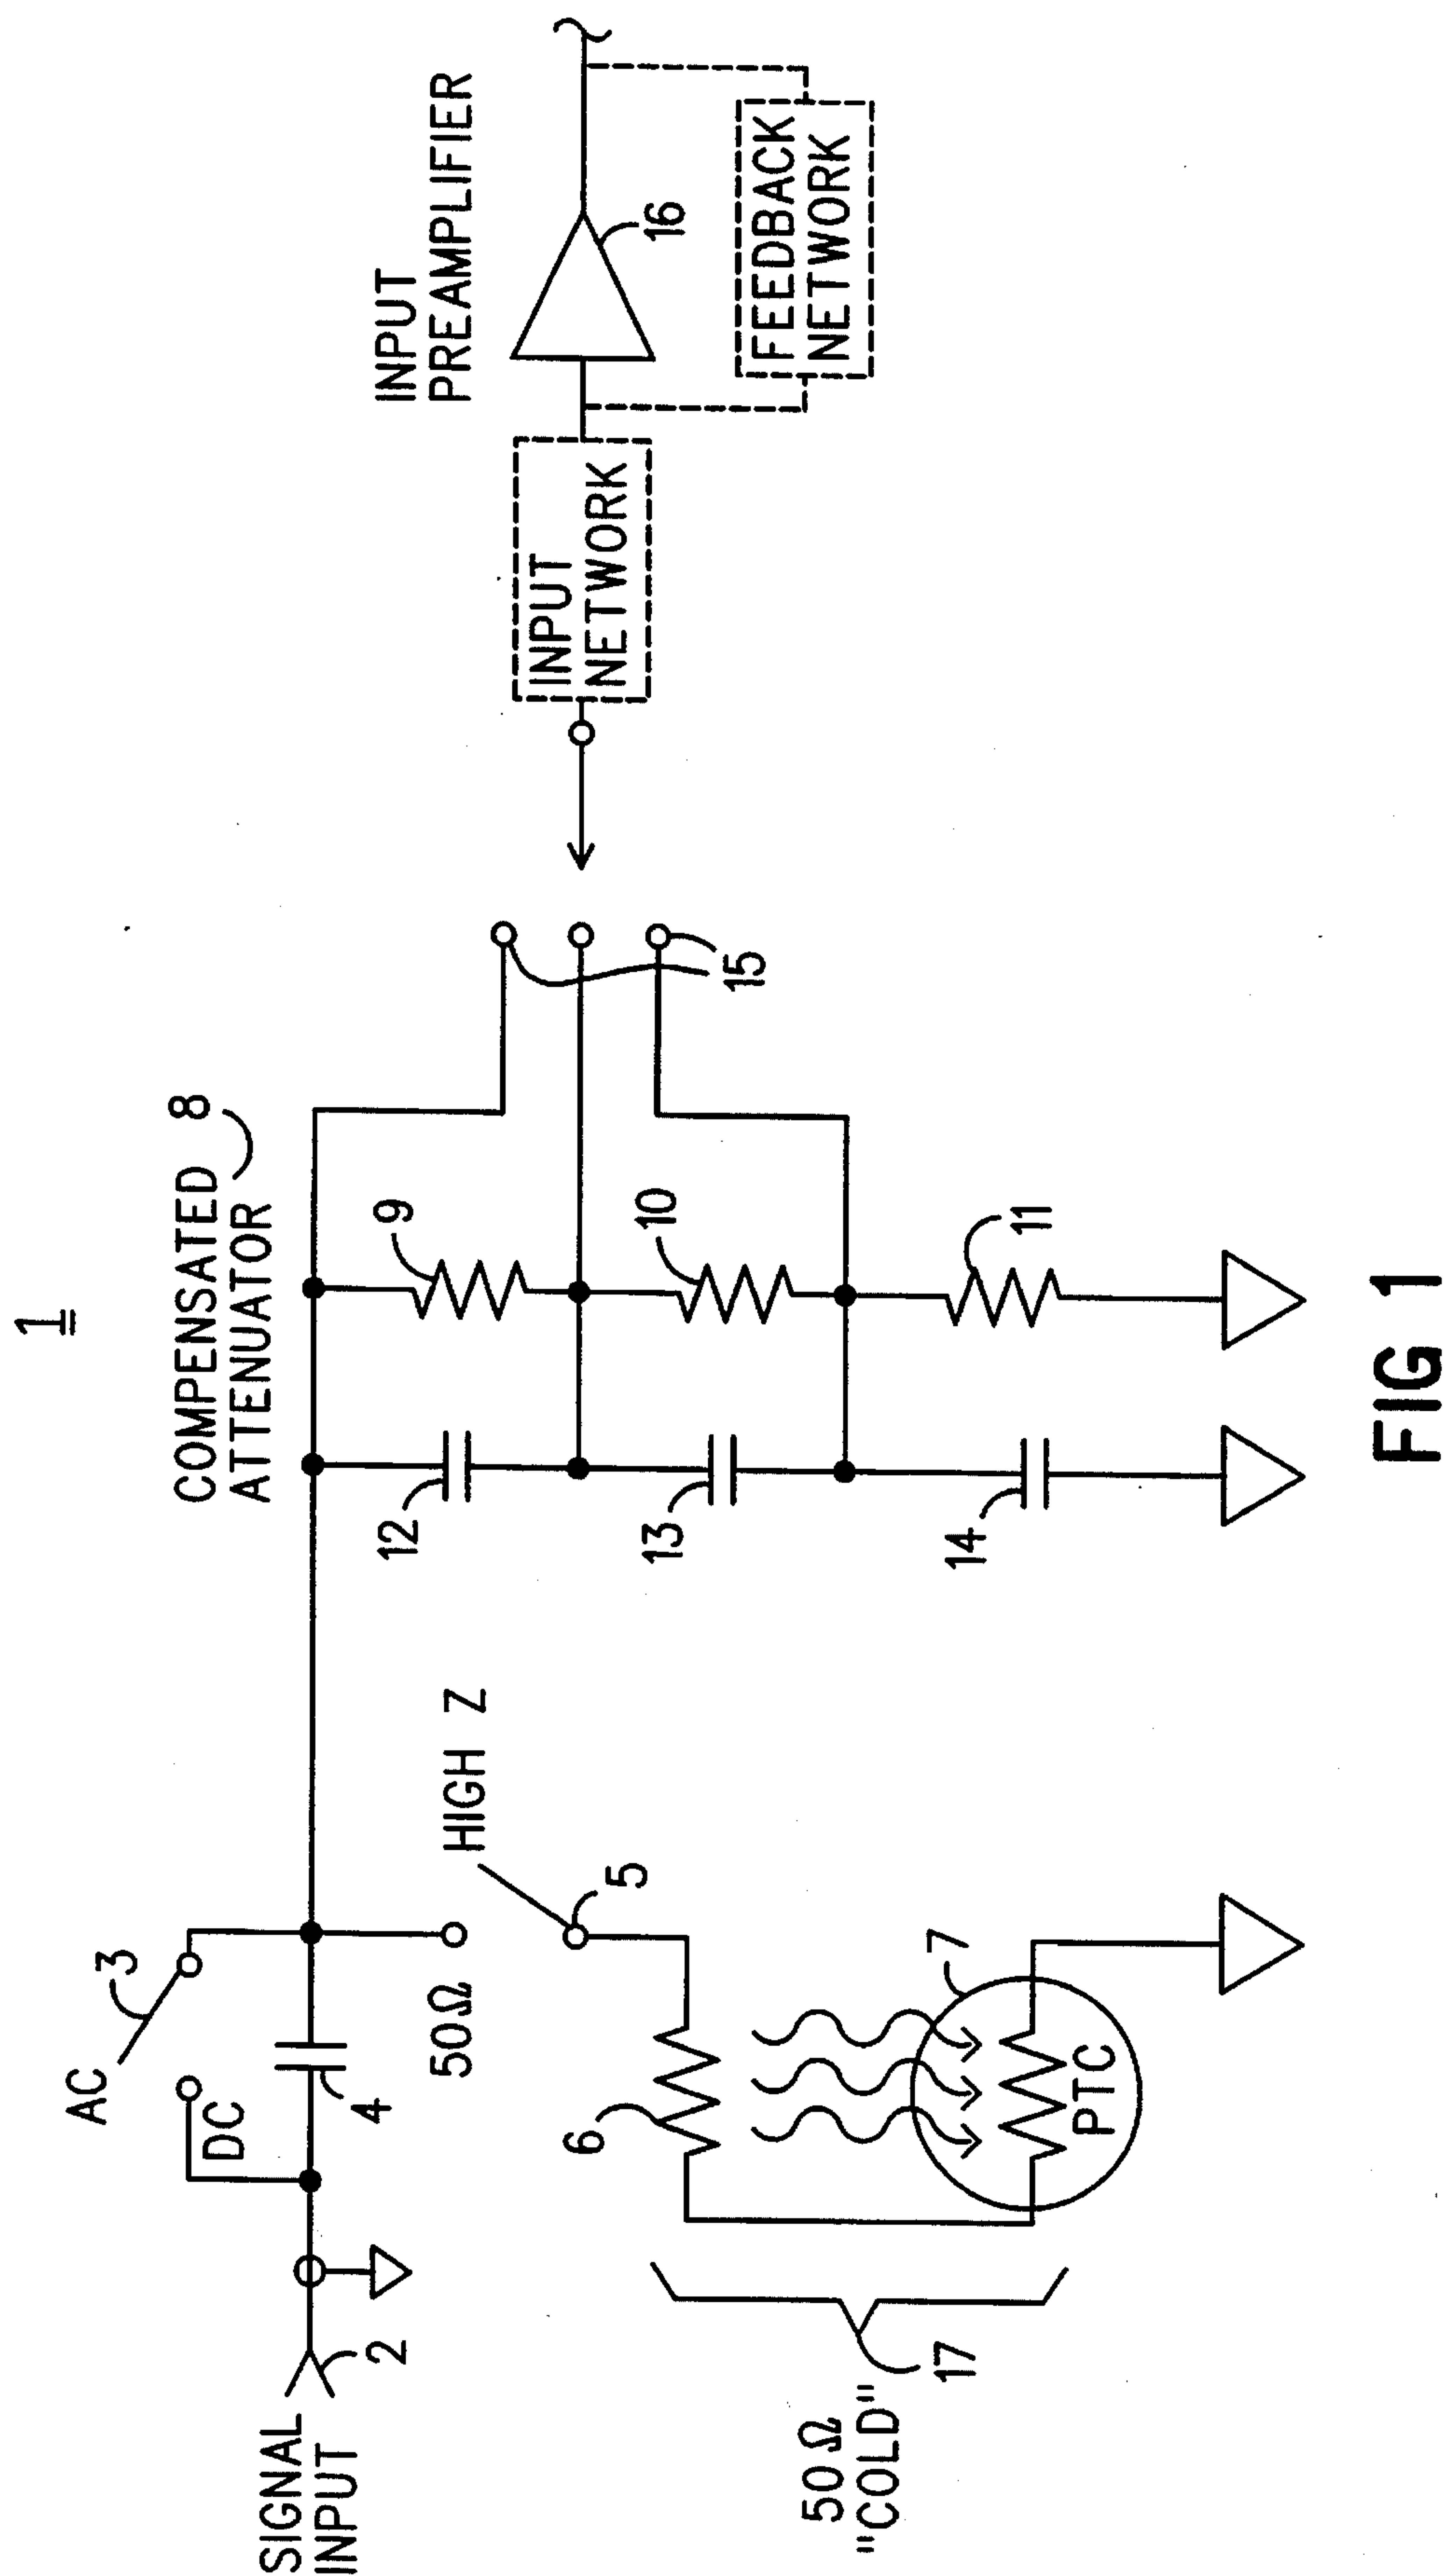 1
COMPENSATED 8
ATTENUATOR
INPUT
PREAMPLIFIER
AC
3
DC
4
SIGNAL
INPUT
2
50Ω
HIGH Z
5
6
7
PTC
50Ω
"COLD"
17
12
13
14
9
10
11
15
INPUT
NETWORK
16
FEEDBACK
NETWORK
FIG 1